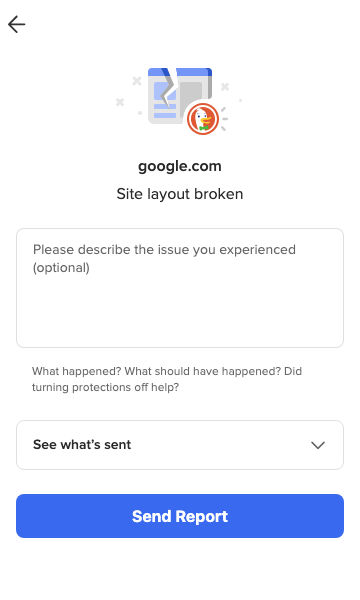 google.com
Site layout broken
Please describe the issue you experienced
(optional)
What happened? What should have happened? Did
turning protections off help?
See what’s sent
Send Report